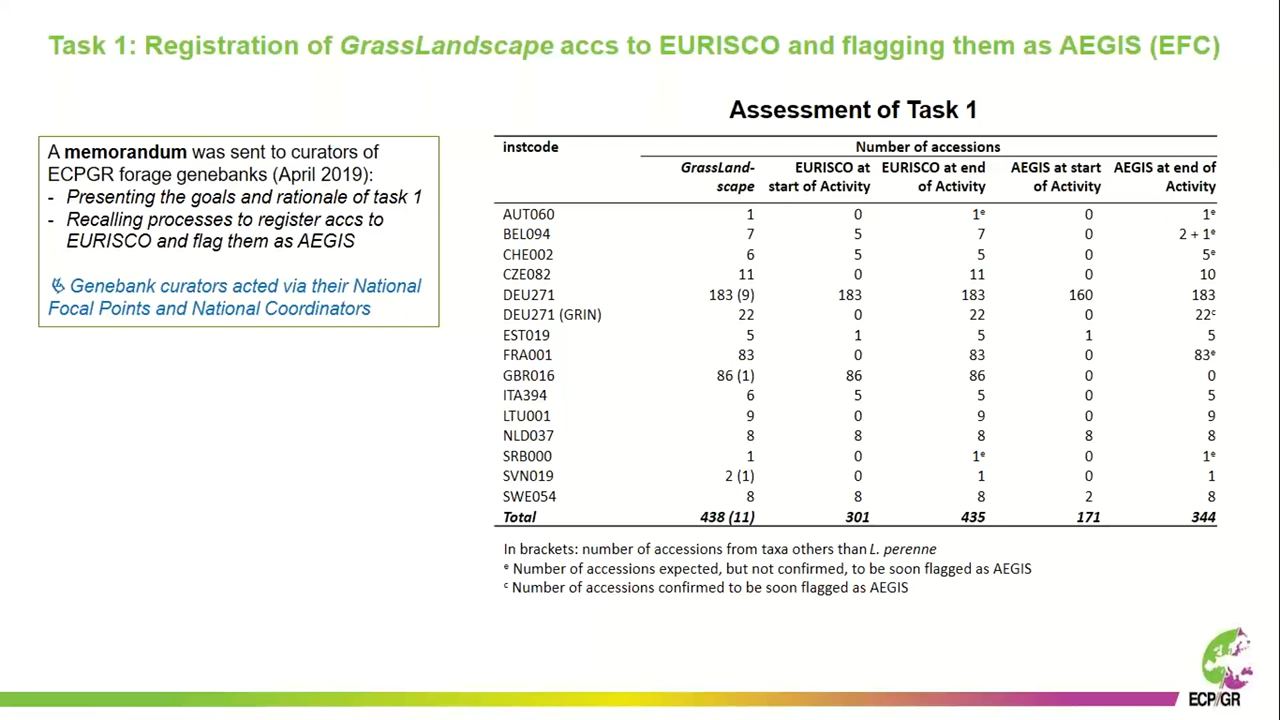 Task 1: Registration of GrassLandscape accs to EURISCO and flagging them as AEGIS (EFC)
A memorandum was sent to curators of
ECPGR forage genebanks (April 2019):
- Presenting the goals and rationale of task 1
- Recalling processes to register accs to
EURISCO and flag them as AEGIS
Genebank curators acted via their National
Focal Points and National Coordinators
Assessment of Task 1
instcode Number of accessions
GrassLand- EURISCO at EURISCO at end AEGIS at start AEGIS at end of
scape start of Activity of Activity of Activity Activity
AUT060 1 0 1ᵉ 0 1ᵉ
BEL094 7 5 7 0 2 + 1ᵉ
CHE002 6 5 5 0 5ᵉ
CZE082 11 0 11 0 10
DEU271 183 (9) 183 183 160 183
DEU271 (GRIN) 22 0 22 0 22ᶜ
EST019 5 1 5 1 5
FRA001 83 0 83 0 83ᵉ
GBR016 86 (1) 86 86 0 0
ITA394 6 5 5 0 5
LTU001 9 0 9 0 9
NLD037 8 8 8 8 8
SRB000 1 0 1ᵉ 0 1ᵉ
SVN019 2 (1) 0 1 0 1
SWE054 8 8 8 2 8
Total 438 (11) 301 435 171 344
In brackets: number of accessions from taxa others than L. perenne
ᵉ Number of accessions expected, but not confirmed, to be soon flagged as AEGIS
ᶜ Number of accessions confirmed to be soon flagged as AEGIS
ECP/GR